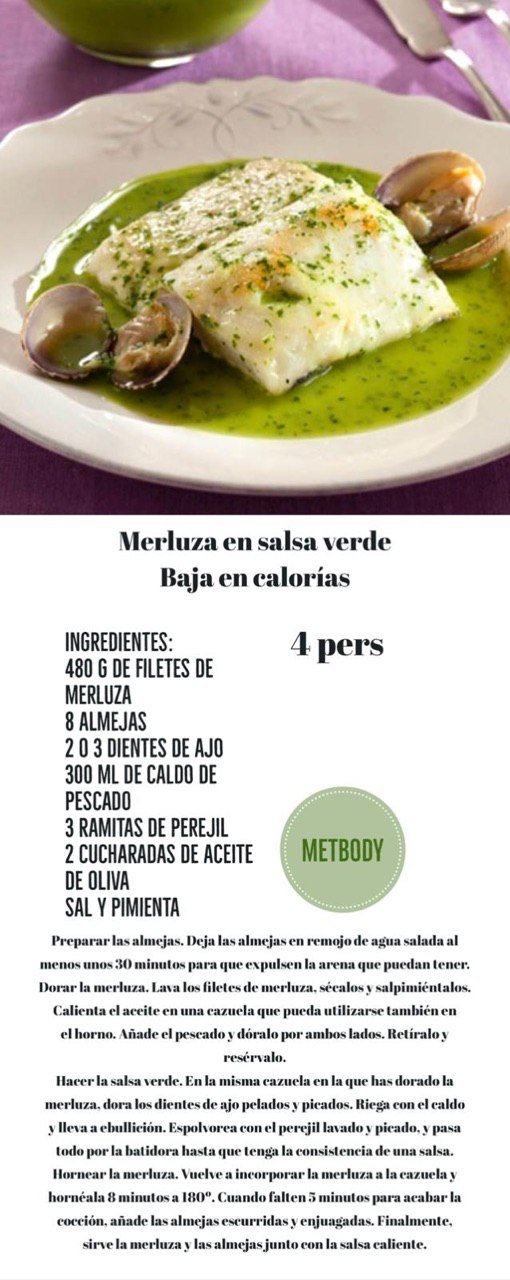 Merluza en salsa verde
Baja en calorías
INGREDIENTES:
480 G DE FILETES DE
MERLUZA
8 ALMEJAS
2 O 3 DIENTES DE AJO
300 ML DE CALDO DE
PESCADO
3 RAMITAS DE PEREJIL
2 CUCHARADAS DE ACEITE
DE OLIVA
SAL Y PIMIENTA
4 pers
METBODY
Preparar las almejas. Deja las almejas en remojo de agua salada al
menos unos 30 minutos para que expulsen la arena que puedan tener.
Dorar la merluza. Lava los filetes de merluza, sécalos y salpimiéntalos.
Calienta el aceite en una cazuela que pueda utilizarse también en
el horno. Añade el pescado y dóralo por ambos lados. Retíralo y
resérvalo.
Hacer la salsa verde. En la misma cazuela en la que has dorado la
merluza, dora los dientes de ajo pelados y picados. Riega con el caldo
y lleva a ebullición. Espolvorea con el perejil lavado y picado, y pasa
todo por la batidora hasta que tenga la consistencia de una salsa.
Hornear la merluza. Vuelve a incorporar la merluza a la cazuela y
hornéala 8 minutos a 180º. Cuando falten 5 minutos para acabar la
cocción, añade las almejas escurridas y enjuagadas. Finalmente,
sirve la merluza y las almejas junto con la salsa caliente.